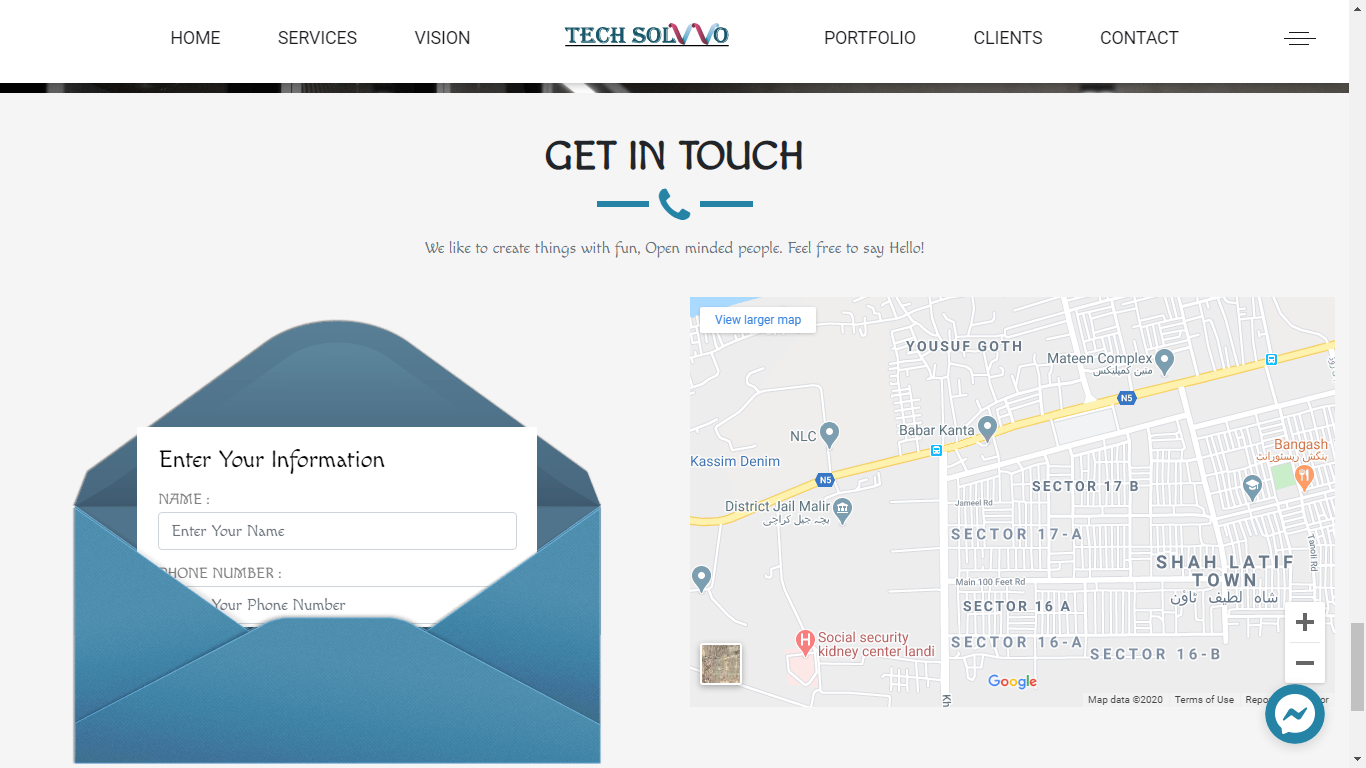 HOME
SERVICES
VISION
TECH SOLVVO
PORTFOLIO
CLIENTS
CONTACT
GET IN TOUCH
We like to create things with fun, Open minded people. Feel free to say Hello!
Enter Your Information
NAME :
Enter Your Name
PHONE NUMBER :
Your Phone Number
View larger map
YOUSUF GOTH
Mateen Complex
متین کمپلیکس
N5
NLC
Babar Kanta
Bangash
بنگش ریسٹورانٹ
Kassim Denim
N5
SECTOR 17 B
District Jail Malir
بچہ جیل کراچی
Jameel Rd
SECTOR 17-A
Tanoli Rd
SHAH LATIF
TOWN
شاہ لطیف ٹاؤن
Main 100 Feet Rd
SECTOR 16 A
Social security
kidney center landi
SECTOR 16-A
SECTOR 16-B
Google
Kh
Map data ©2020
Terms of Use
Repo
or